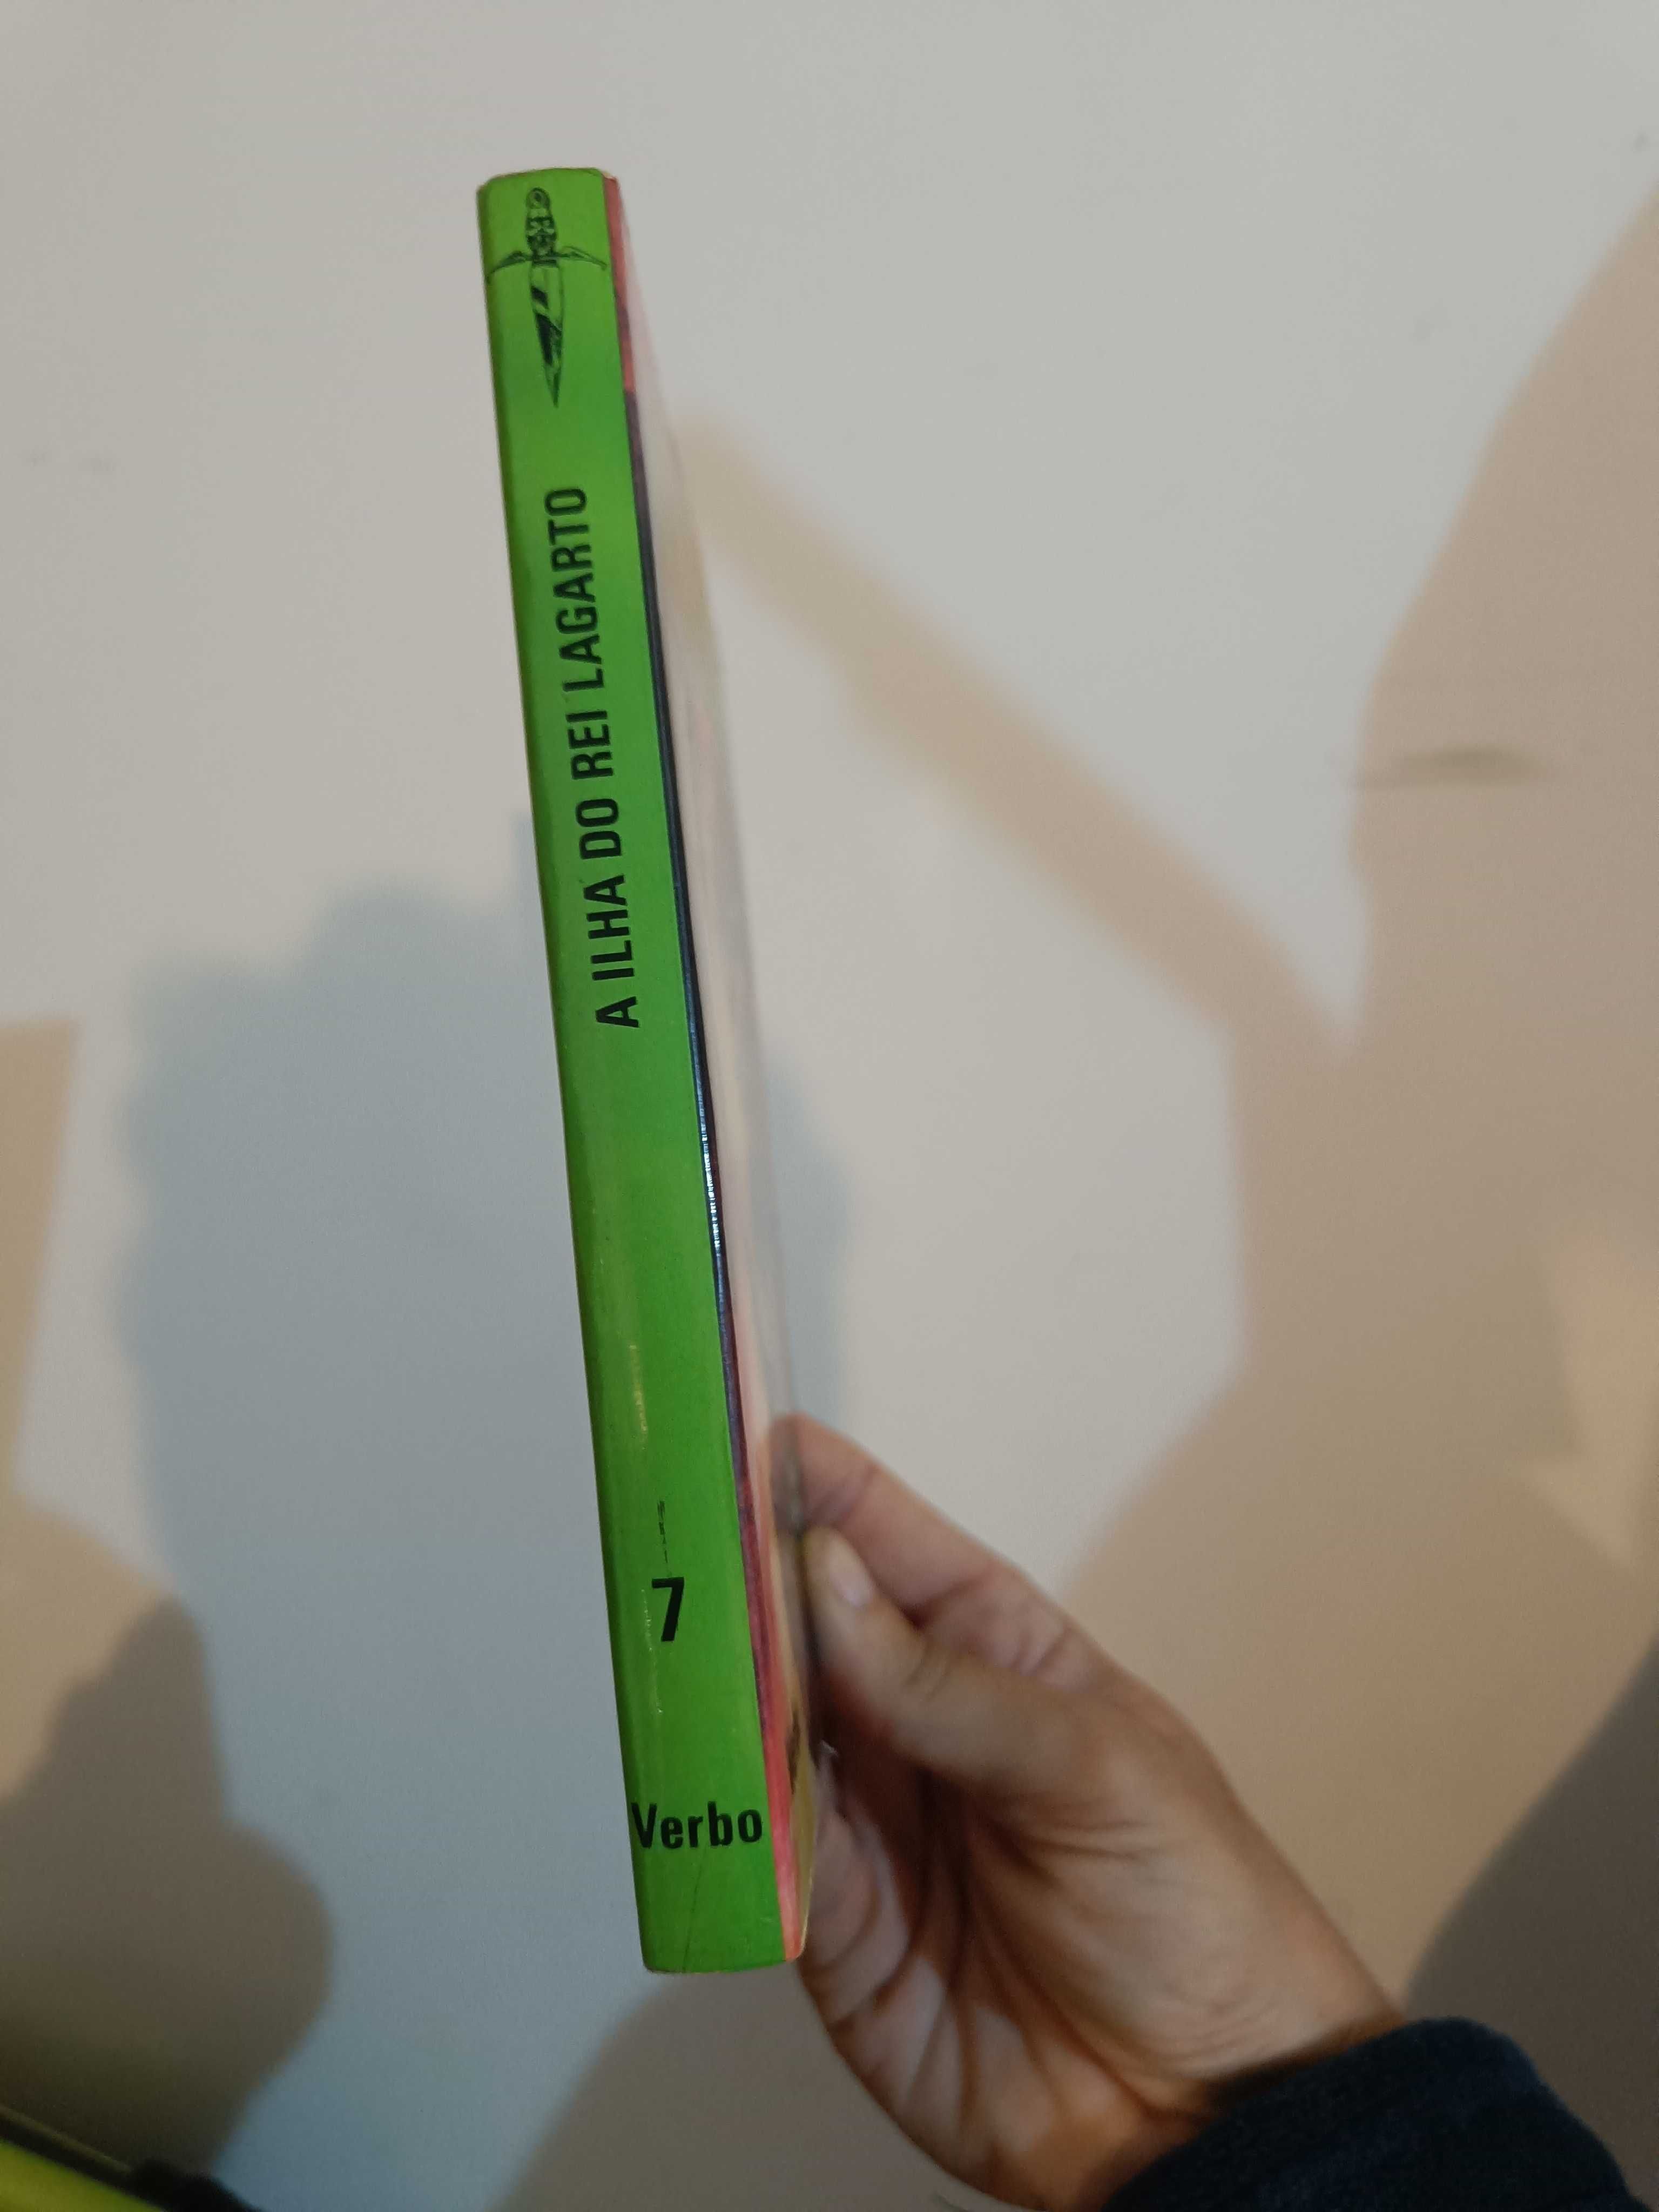 A ILHA DO REI LAGARTO
7
Verbo